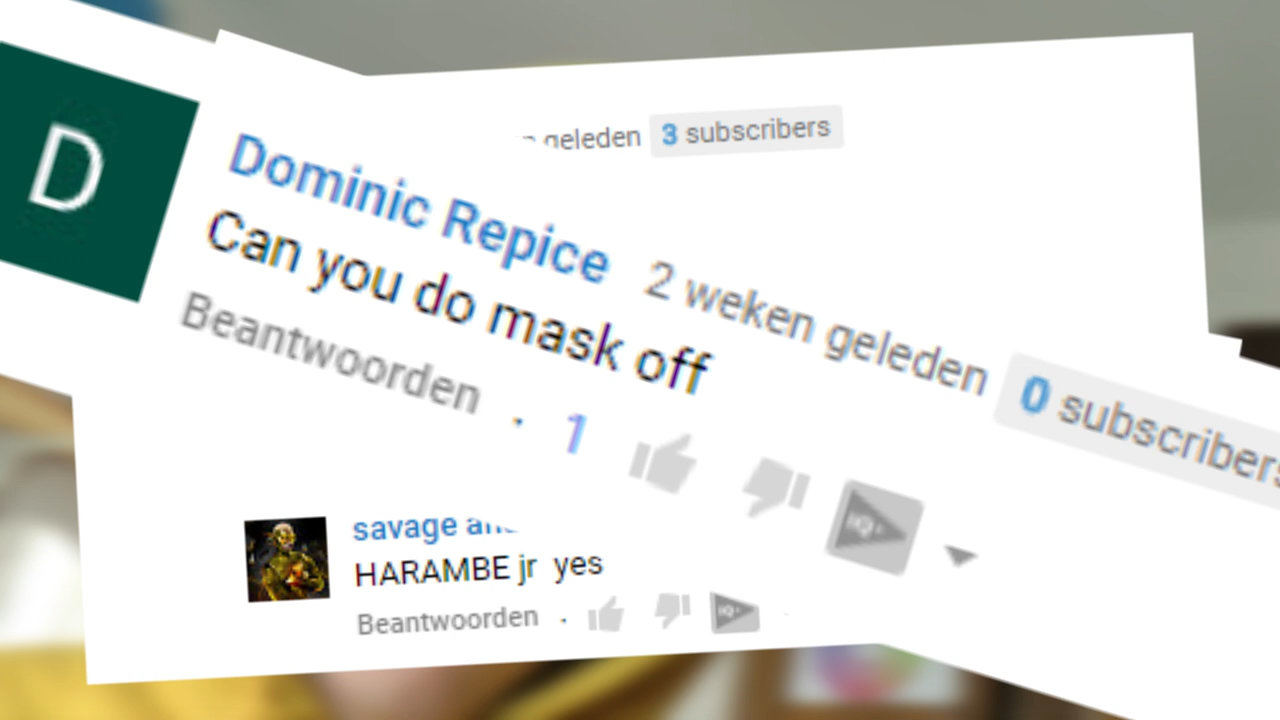 D
geleden 3 subscribers
Dominic Repice 2 weken geleden 0 subscribers
Can you do mask off
Beantwoorden · 1
savage
HARAMBE jr yes
Beantwoorden ·